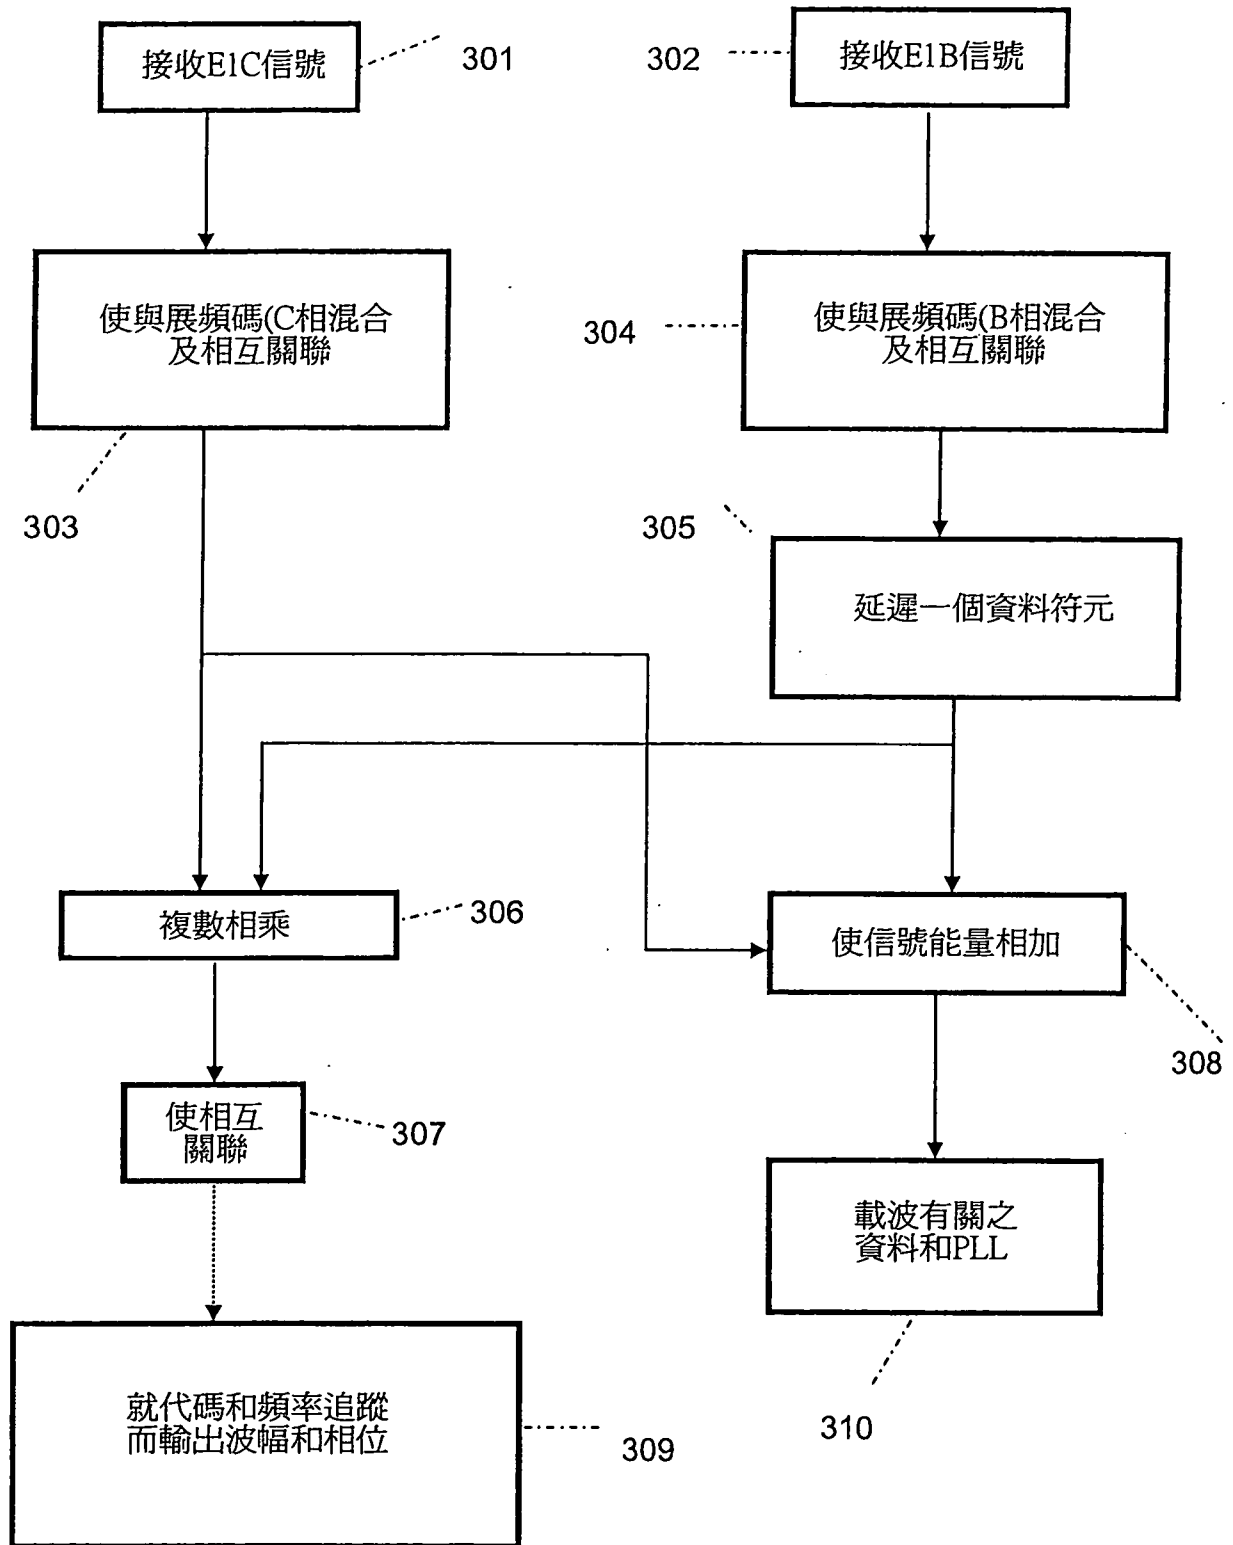 接收E1C信號
301
302
接收E1B信號
使與展頻碼(C相混合
及相互關聯
303
304
使與展頻碼(B相混合
及相互關聯
305
延遲一個資料符元
複數相乘
306
使信號能量相加
308
使相互
關聯
307
載波有關之
資料和PLL
310
就代碼和頻率追蹤
而輸出波幅和相位
309